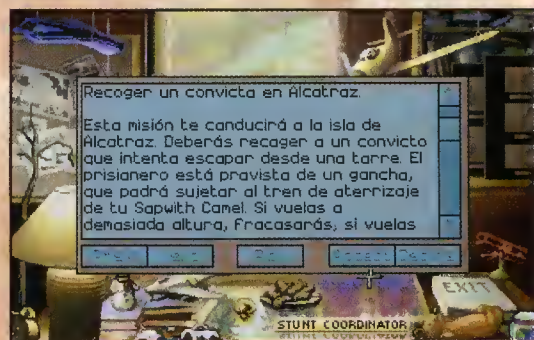 Recoger un convicta en Alcatraz.
Esta misión te canducirá a la isla de
Alcatraz. Deberás recager a un convicto
que intenta escapar desde una tarre. El
prisianero está pravista de un gancha,
que padrá sujetar al tren de aterrizaje
de tu Sapwith Camel. Si vuelas a
demasiada altura, fracasarás, si vuelas
EXIT
STUNT COORDINATOR